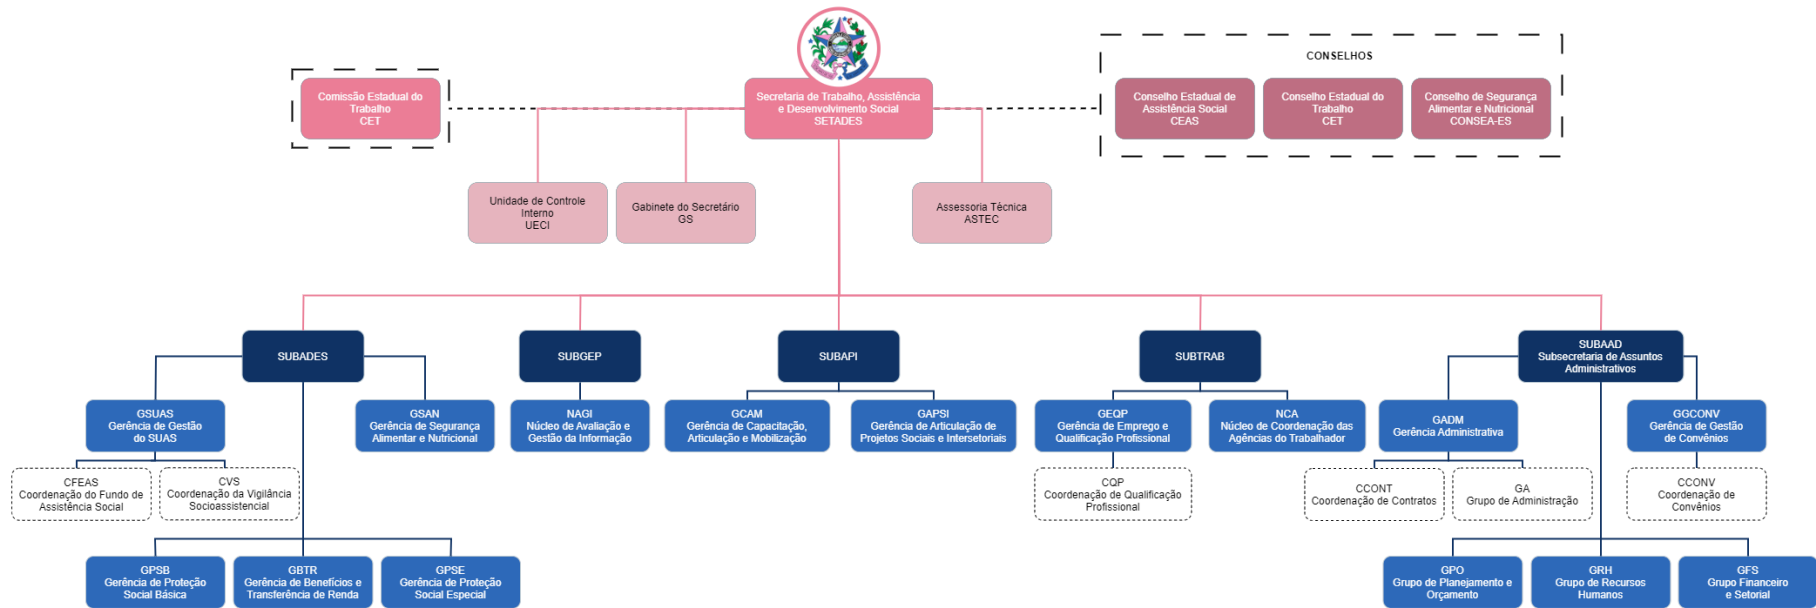 CONSELHOS
Comissão Estadual do
Trabalho
CET
Secretaria de Trabalho, Assistência
e Desenvolvimento Social
SETADES
Conselho Estadual de
Assistência Social
CEAS
Conselho Estadual do
Trabalho
CET
Conselho de Segurança
Alimentar e Nutricional
CONSEA-ES
Unidade de Controle
Interno
UECI
Gabinete do Secretário
GS
Assessoria Técnica
ASTEC
SUBADES
SUBGEP
SUBAPI
SUBTRAB
SUBAAD
Subsecretaria de Assuntos
Administrativos
GSUAS
Gerência de Gestão
do SUAS
GSAN
Gerência de Segurança
Alimentar e Nutricional
NAGI
Núcleo de Avaliação e
Gestão da Informação
GCAM
Gerência de Capacitação,
Articulação e Mobilização
GAPSI
Gerência de Articulação de
Projetos Sociais e Intersetoriais
GEQP
Gerência de Emprego e
Qualificação Profissional
NCA
Núcleo de Coordenação das
Agências do Trabalhador
GADM
Gerência Administrativa
GGCONV
Gerência de Gestão
de Convênios
CFEAS
Coordenação do Fundo de
Assistência Social
CVS
Coordenação da Vigilância
Socioassistencial
CQP
Coordenação de Qualificação
Profissional
CCONT
Coordenação de Contratos
GA
Grupo de Administração
CCONV
Coordenação de
Convênios
GPSB
Gerência de Proteção
Social Básica
GBTR
Gerência de Benefícios e
Transferência de Renda
GPSE
Gerência de Proteção
Social Especial
GPO
Grupo de Planejamento e
Orçamento
GRH
Grupo de Recursos
Humanos
GFS
Grupo Financeiro
e Setorial